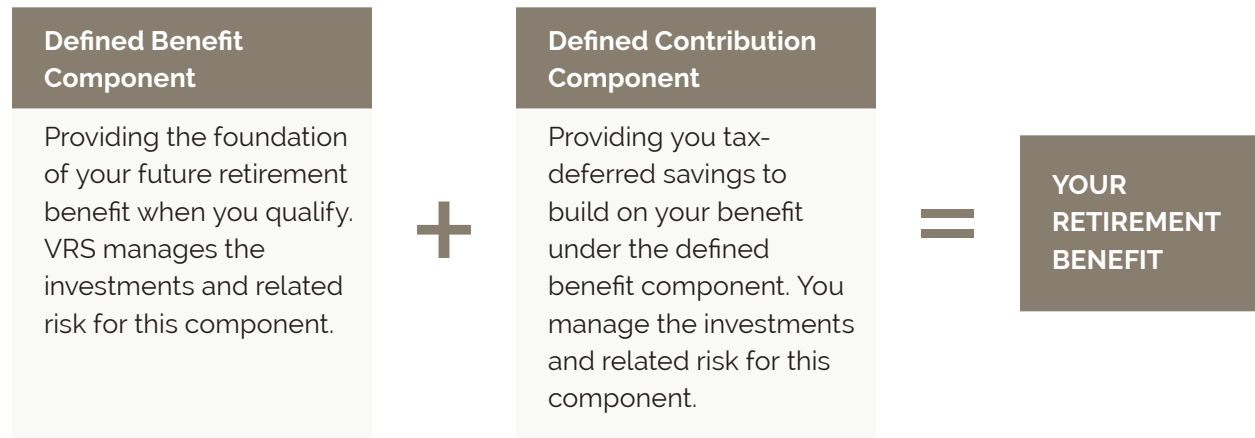 Defined Benefit
Component
Providing the foundation
of your future retirement
benefit when you qualify.
VRS manages the
investments and related
risk for this component.
+
Defined Contribution
Component
Providing you tax-
deferred savings to
build on your benefit
under the defined
benefit component. You
manage the investments
and related risk for this
component.
=
YOUR
RETIREMENT
BENEFIT